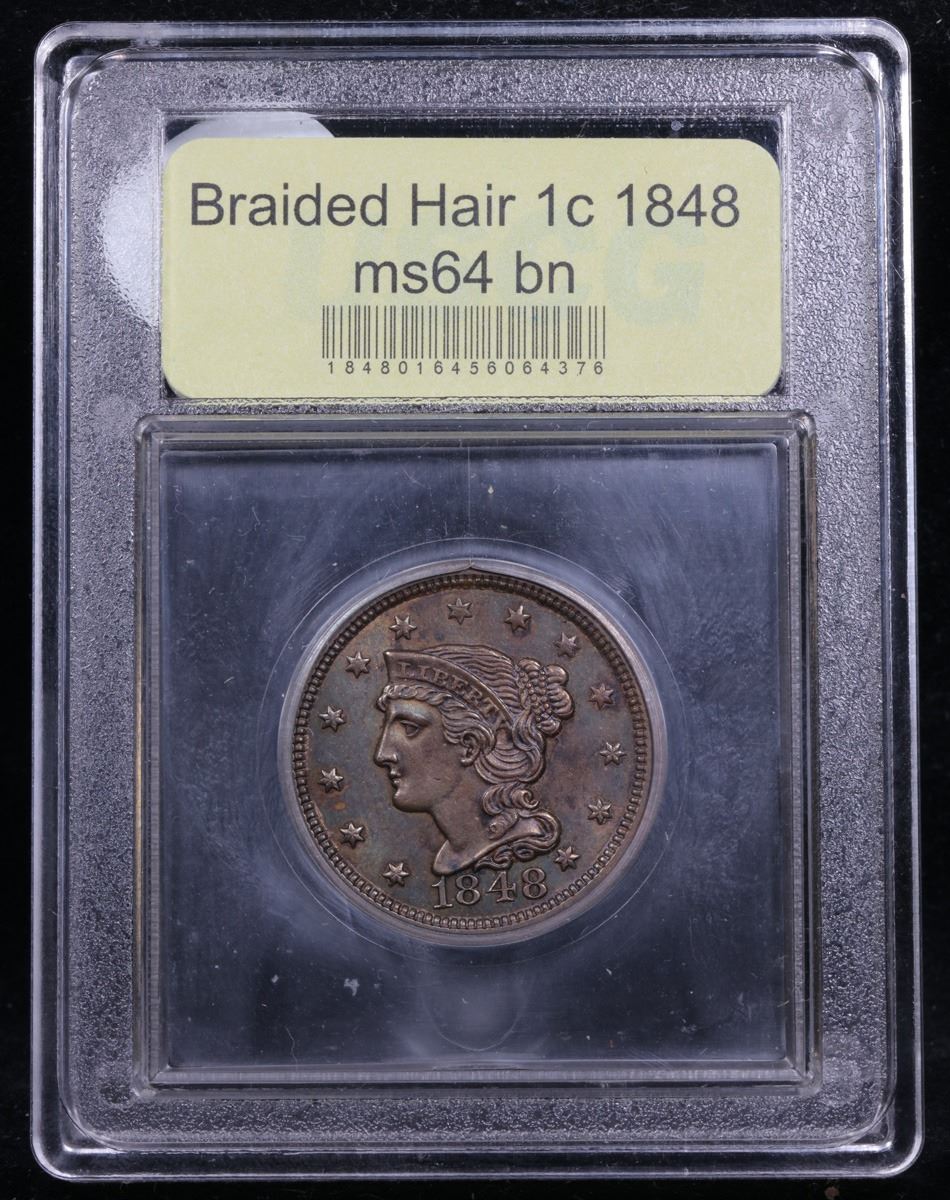 Braided Hair 1c 1848
ms64 bn
1848016456064376
LIBERTY
1848